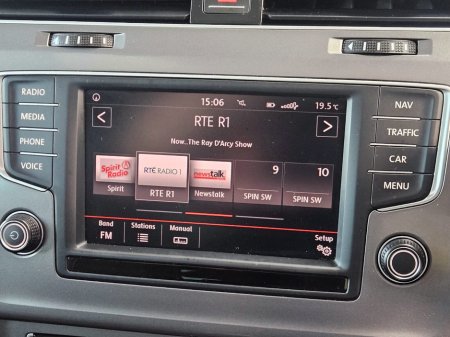 RADIO
MEDIA
PHONE
VOICE
15:06 19.5°C
RTE R1
Now..The Ray D'Arcy Show
Spirit Radio
RTÉ RADIO 1
newstalk
9
10
Spirit
RTE R1
Newstalk
SPIN SW
SPIN SW
Band
FM
Stations
Manual
Setup
NAV
TRAFFIC
CAR
MENU